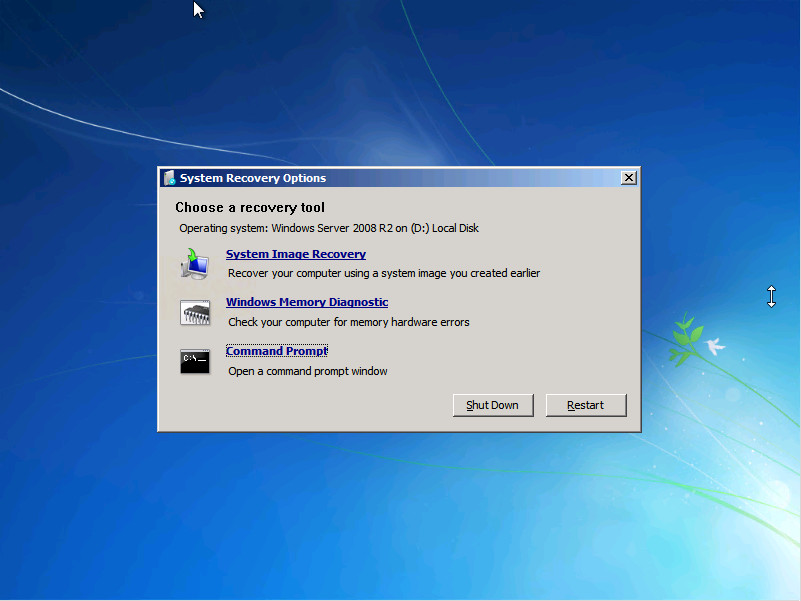 System Recovery Options
Choose a recovery tool
Operating system: Windows Server 2008 R2 on (D:) Local Disk
System Image Recovery
Recover your computer using a system image you created earlier
Windows Memory Diagnostic
Check your computer for memory hardware errors
C:\_
Command Prompt
Open a command prompt window
Shut Down
Restart